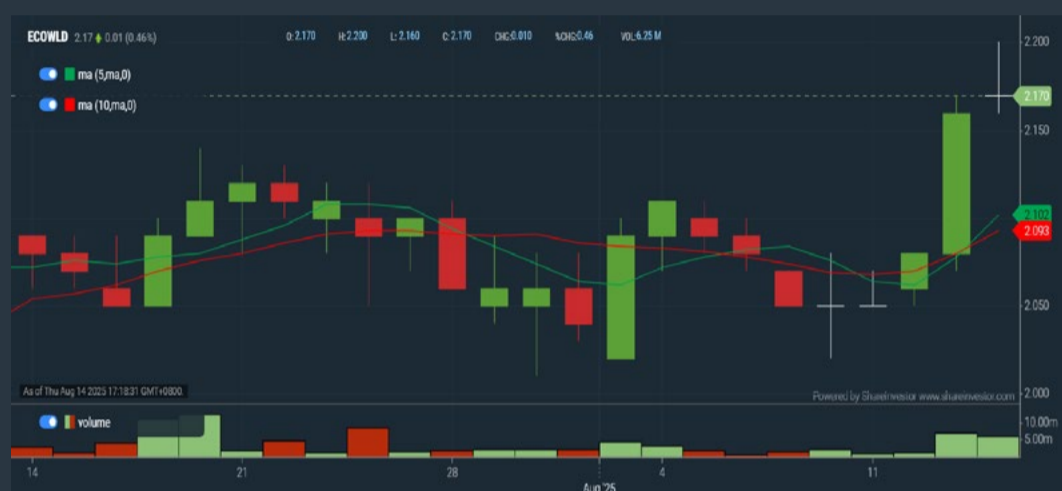 ECOWLD 2.17 0.01 (0.46%) O: 2.170 H: 2.200 L: 2.160 C: 2.170 CHG:0.010 %CHG:0.46 VOL:6.25 M
ma (5,ma,0)
ma (10,ma,0)
2.200
2.170
2.150
2.102
2.093
2.050
2.000
As of Thu Aug 14 2025 17:18:31 GMT+0800
Powered by ShareInvestor www.shareinvestor.com
volume
10.00m
5.00m
14 21 28 4 11
Aug '25